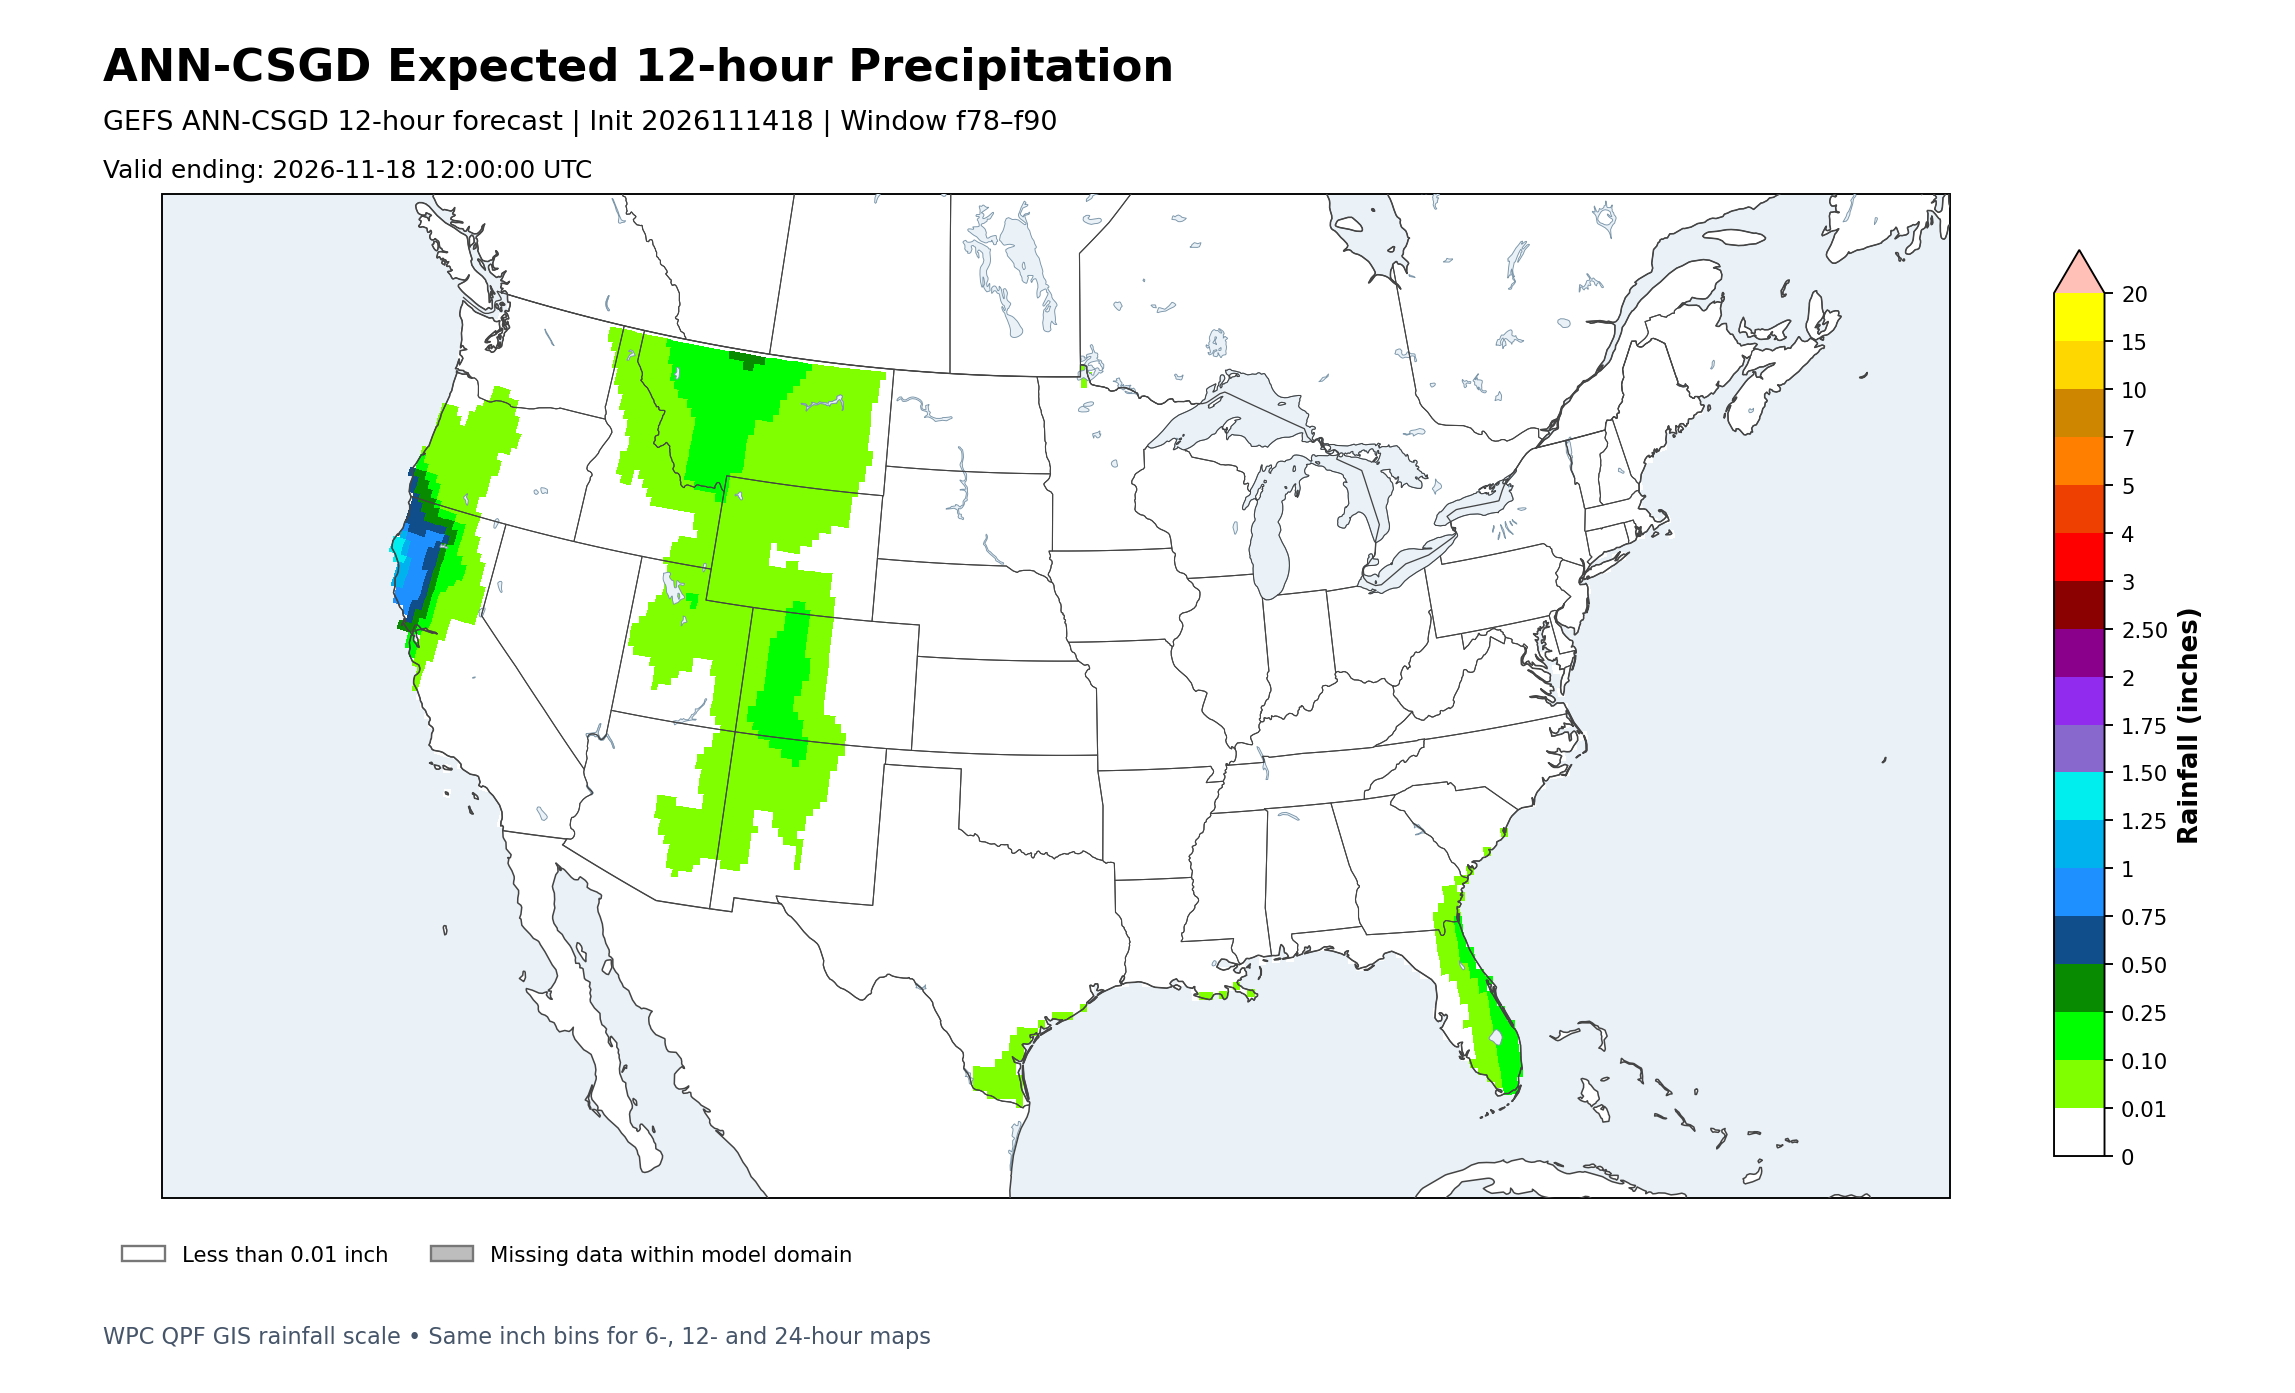 ANN-CSGD Expected 12-hour Precipitation
GEFS ANN-CSGD 12-hour forecast | Init 2026111418 | Window f78–f90
Valid ending: 2026-11-18 12:00:00 UTC
20
15
10
7
5
4
3
2.50
2
1.75
1.50
1.25
1
0.75
0.50
0.25
0.10
0.01
0
Rainfall (inches)
Less than 0.01 inch
Missing data within model domain
WPC QPF GIS rainfall scale • Same inch bins for 6-, 12- and 24-hour maps